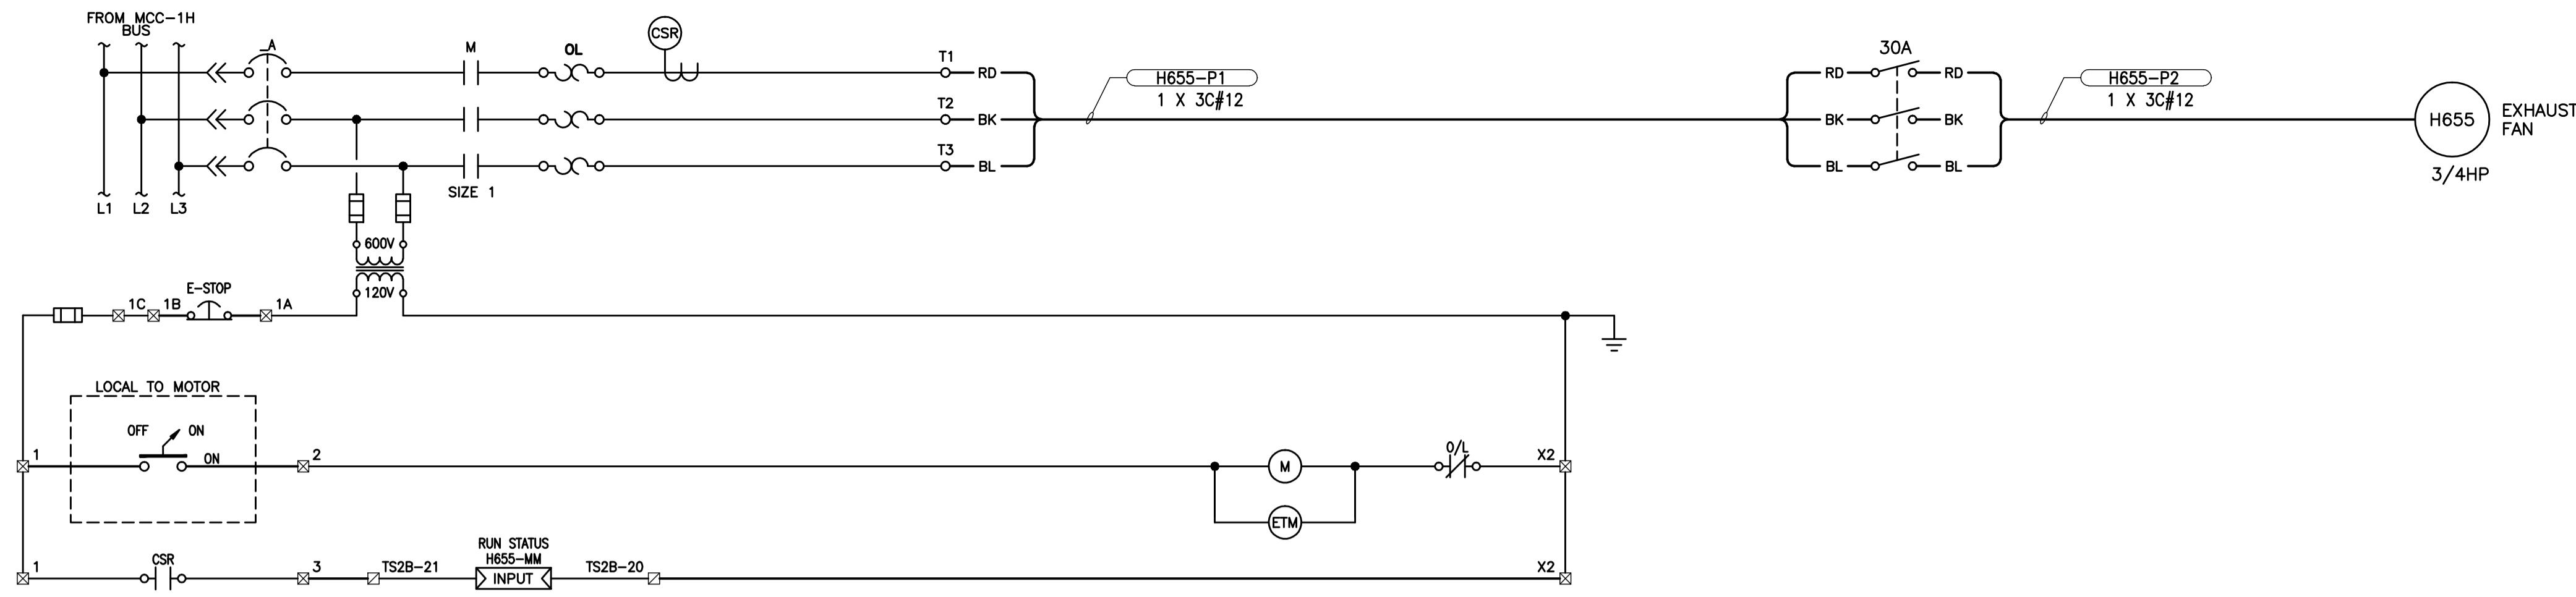 FROM MCC-1H
BUS
_A
M
OL
CSR
T1
RD
H655-P1
1 X 3C#12
30A
RD
RD
H655-P2
1 X 3C#12
T2
BK
BK
BK
H655
EXHAUST
FAN
T3
BL
BL
BL
3/4HP
SIZE 1
L1
L2
L3
600V
120V
E-STOP
1C
1B
1A
LOCAL TO MOTOR
OFF
ON
ON
1
2
M
O/L
X2
ETM
1
CSR
3
TS2B-21
RUN STATUS
H655-MM
INPUT
TS2B-20
X2